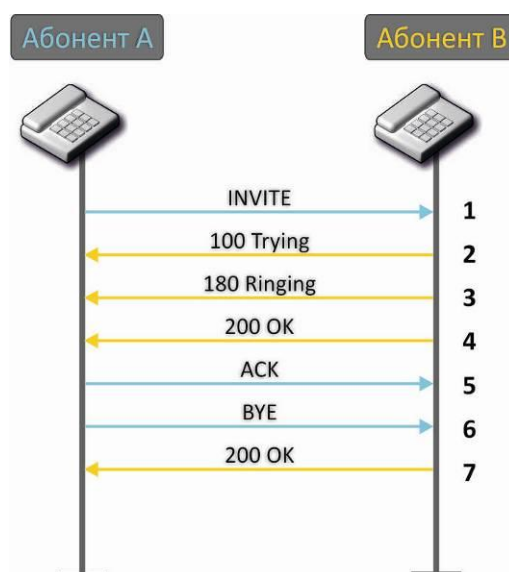 Абонент А
Абонент В
INVITE
1
100 Trying
2
180 Ringing
3
200 OK
4
ACK
5
BYE
6
200 OK
7